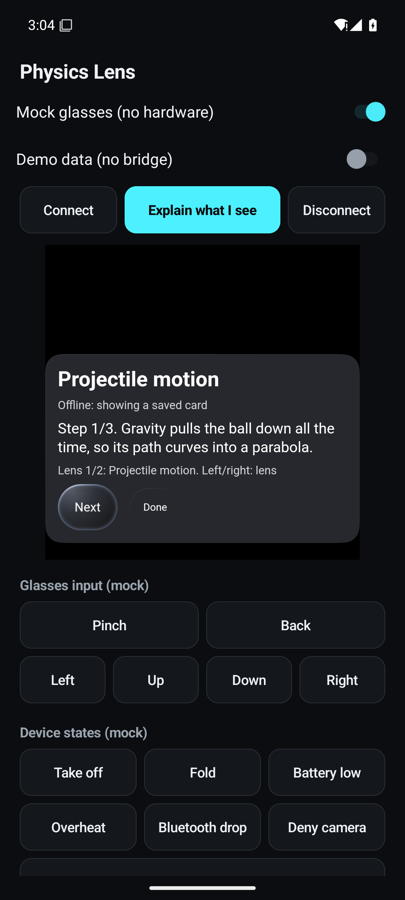 3:04
Physics Lens
Mock glasses (no hardware)
Demo data (no bridge)
Connect
Explain what I see
Disconnect
Projectile motion
Offline: showing a saved card
Step 1/3. Gravity pulls the ball down all the
time, so its path curves into a parabola.
Lens 1/2: Projectile motion. Left/right: lens
Next
Done
Glasses input (mock)
Pinch
Back
Left
Up
Down
Right
Device states (mock)
Take off
Fold
Battery low
Overheat
Bluetooth drop
Deny camera